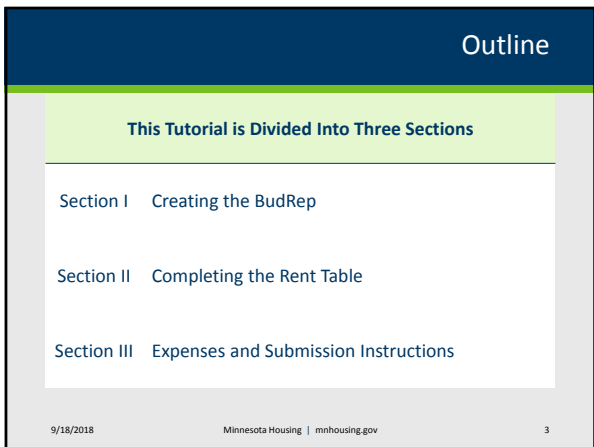 Outline
This Tutorial is Divided Into Three Sections
Section I Creating the BudRep
Section II Completing the Rent Table
Section III Expenses and Submission Instructions
9/18/2018 Minnesota Housing | mnhousing.gov 3